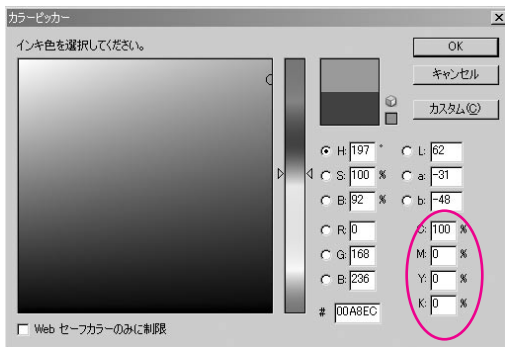 カラーピッカー
インキ色を選択してください。
OK
キャンセル
カスタム(C)
H: 197 °
L: 62
S: 100 %
a: -31
B: 92 %
b: -48
R: 0
C: 100 %
G: 168
M: 0 %
B: 236
Y: 0 %
# 00A8EC
K: 0 %
Web セーフカラーのみに制限